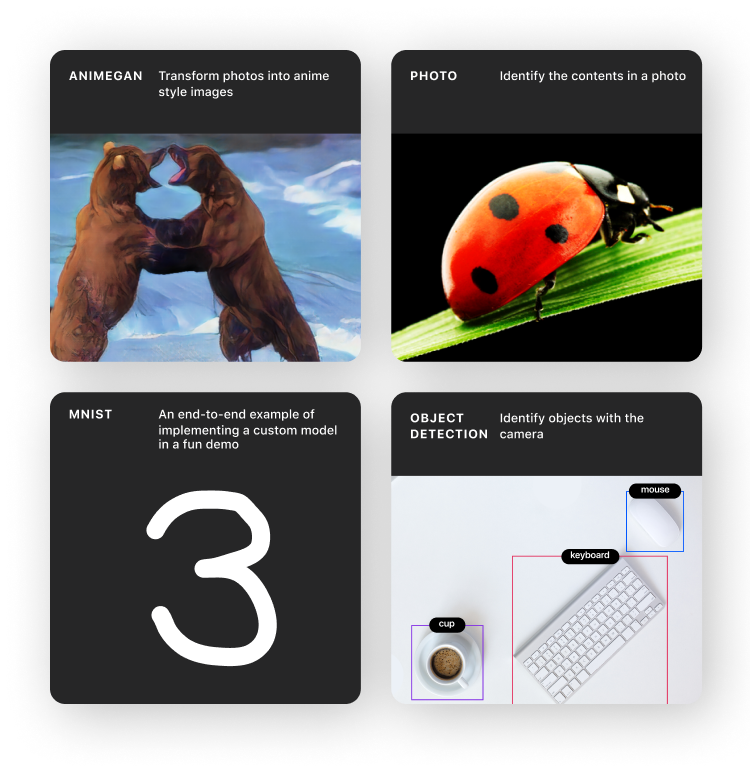 ANIMEGAN
Transform photos into anime
style images
PHOTO
Identify the contents in a photo
MNIST
An end-to-end example of
implementing a custom model
in a fun demo
3
OBJECT
DETECTION
Identify objects with the
camera
mouse
keyboard
cup